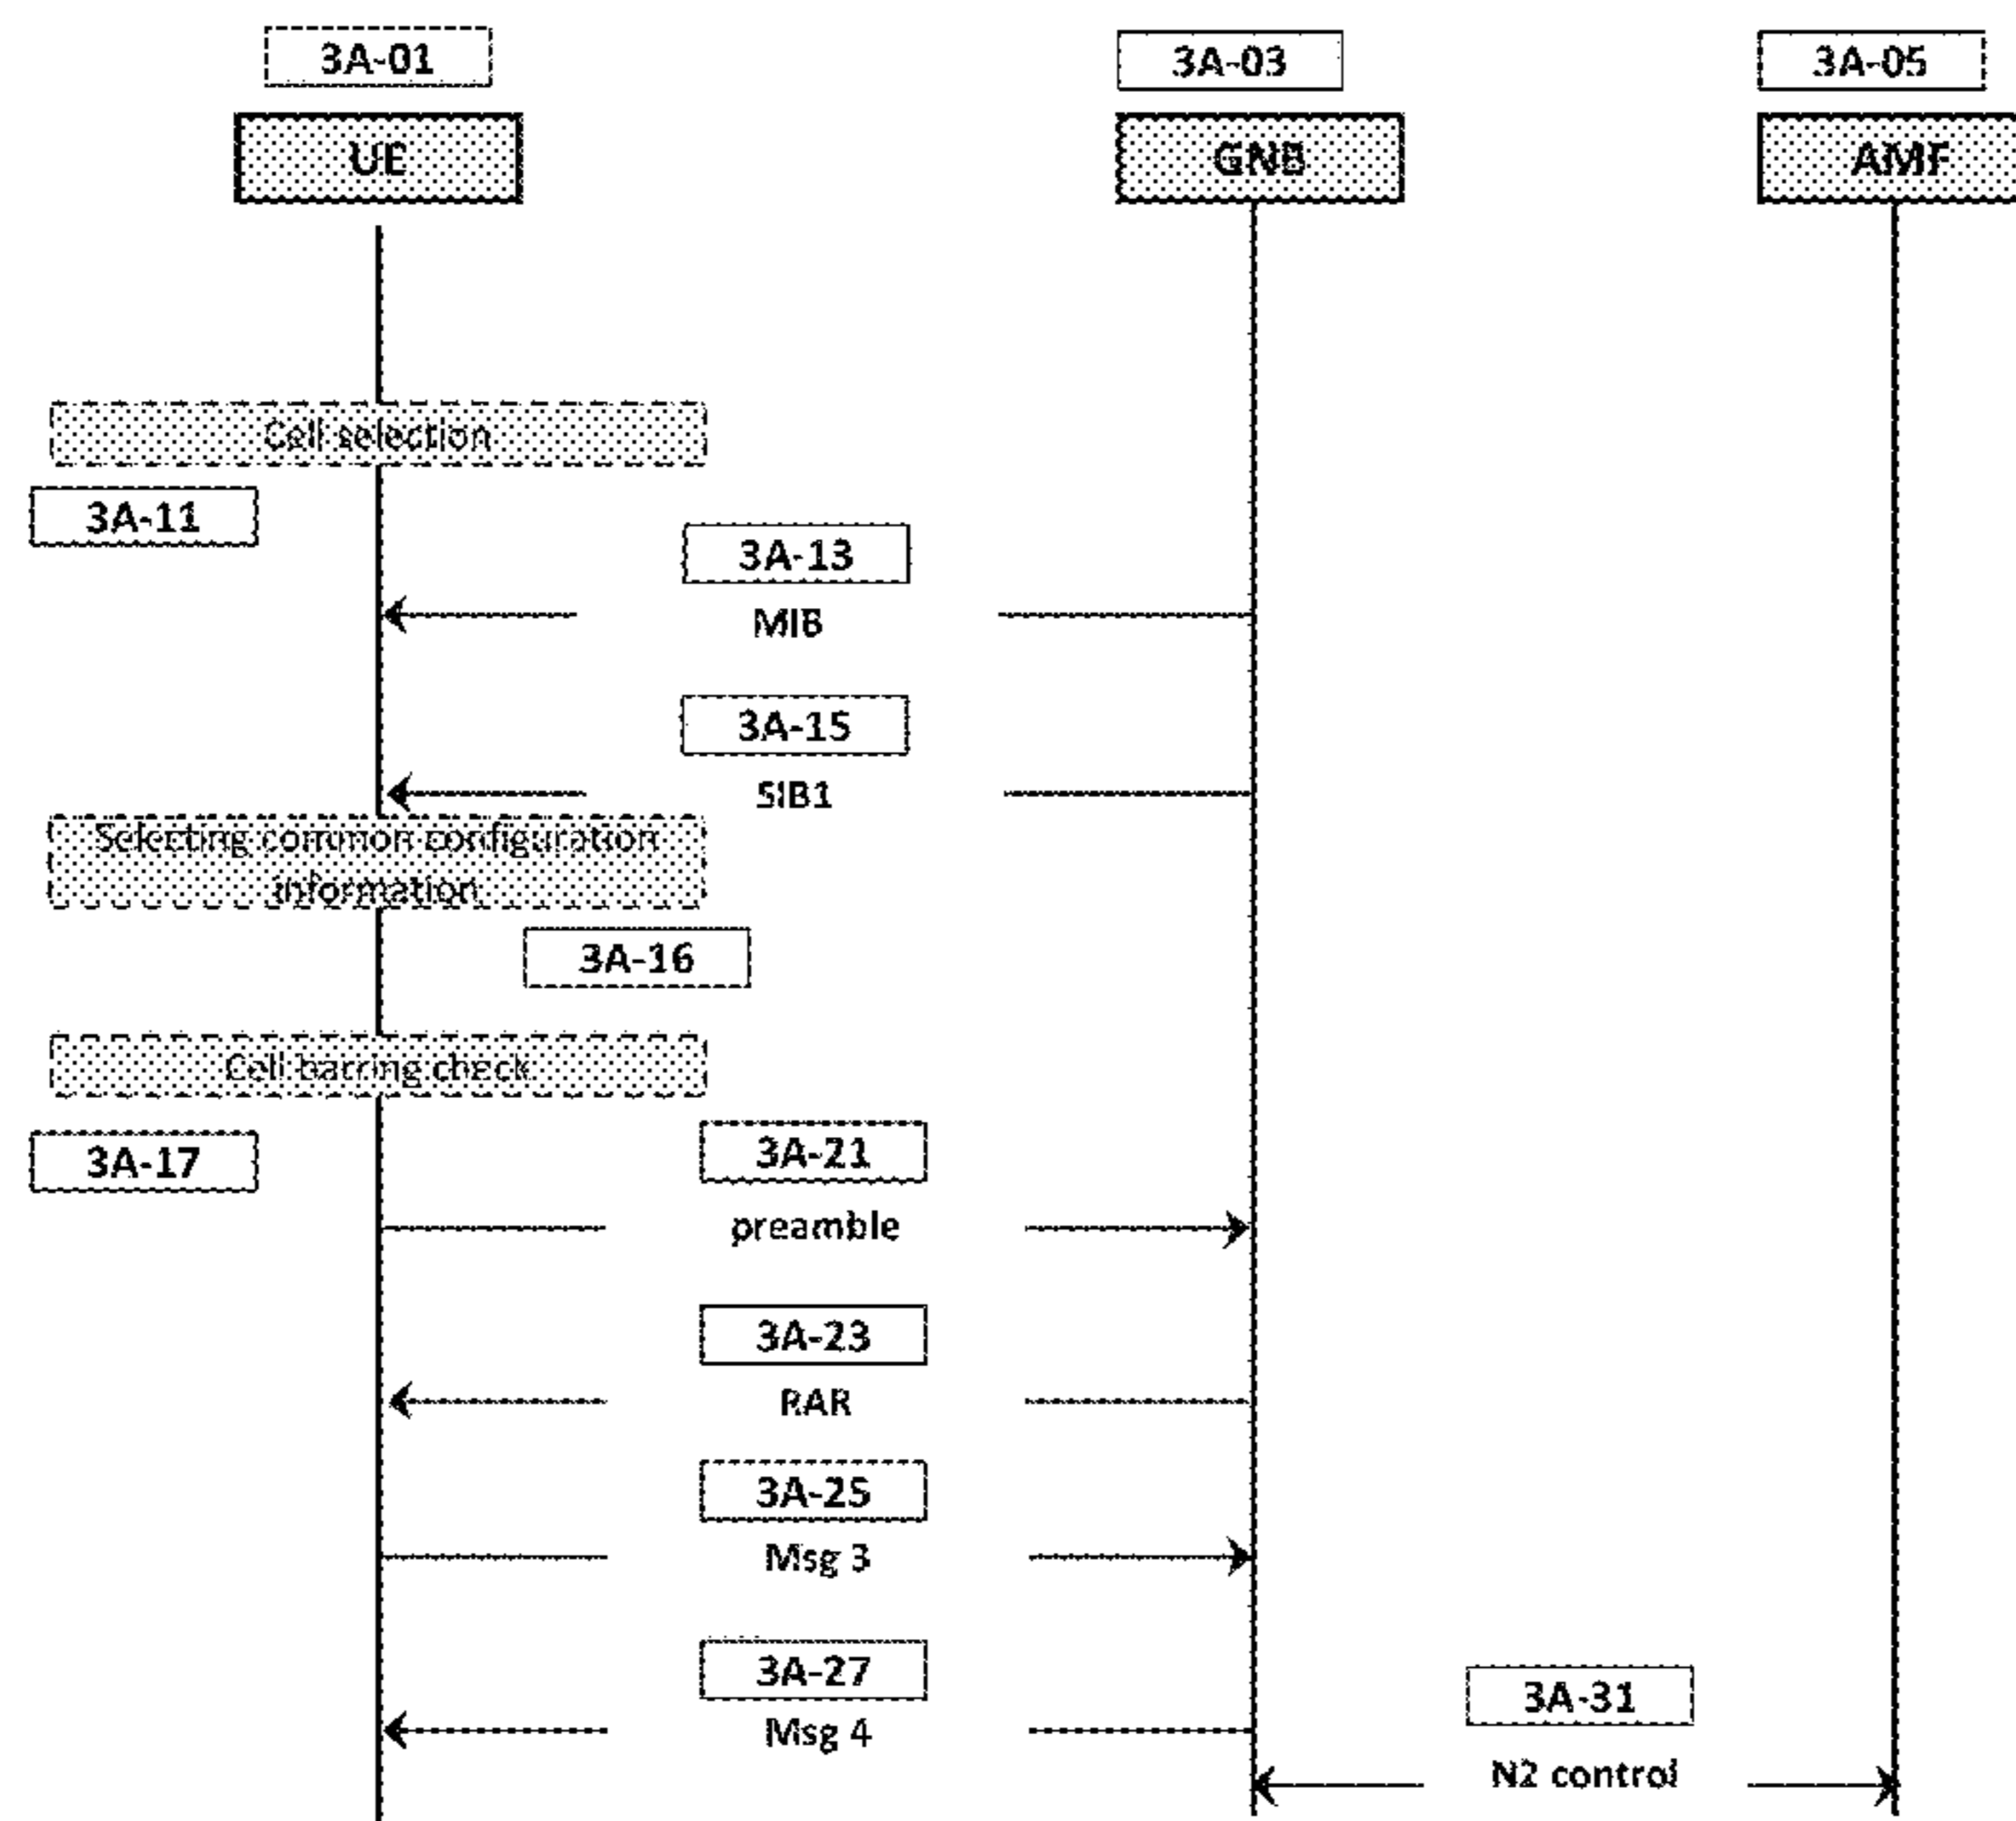 3A-01
3A-03
3A-05
UE
GNB
AMF
Cell selection
3A-11
3A-13
MIB
3A-15
SIB1
Selecting common configuration
information
3A-16
Cell barring check
3A-17
3A-21
preamble
3A-23
RAR
3A-25
Msg 3
3A-27
Msg 4
3A-31
N2 control